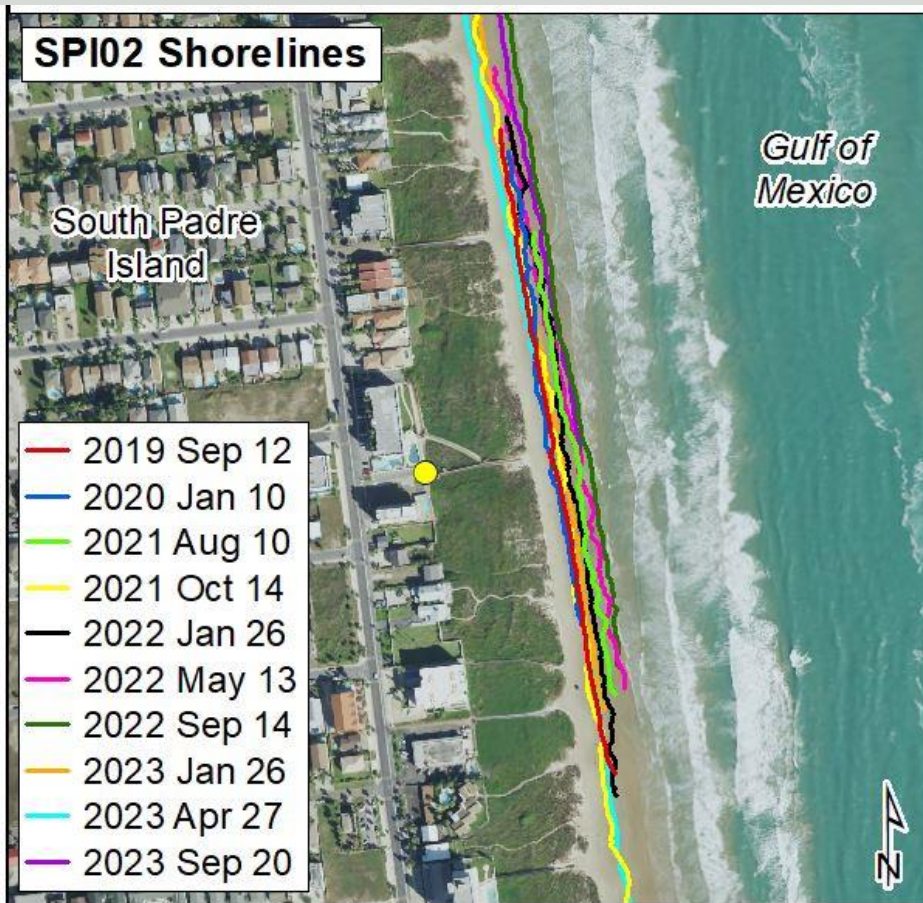 SPI02 Shorelines
Gulf of
Mexico
South Padre
Island
2019 Sep 12
2020 Jan 10
2021 Aug 10
2021 Oct 14
2022 Jan 26
2022 May 13
2022 Sep 14
2023 Jan 26
2023 Apr 27
2023 Sep 20
N